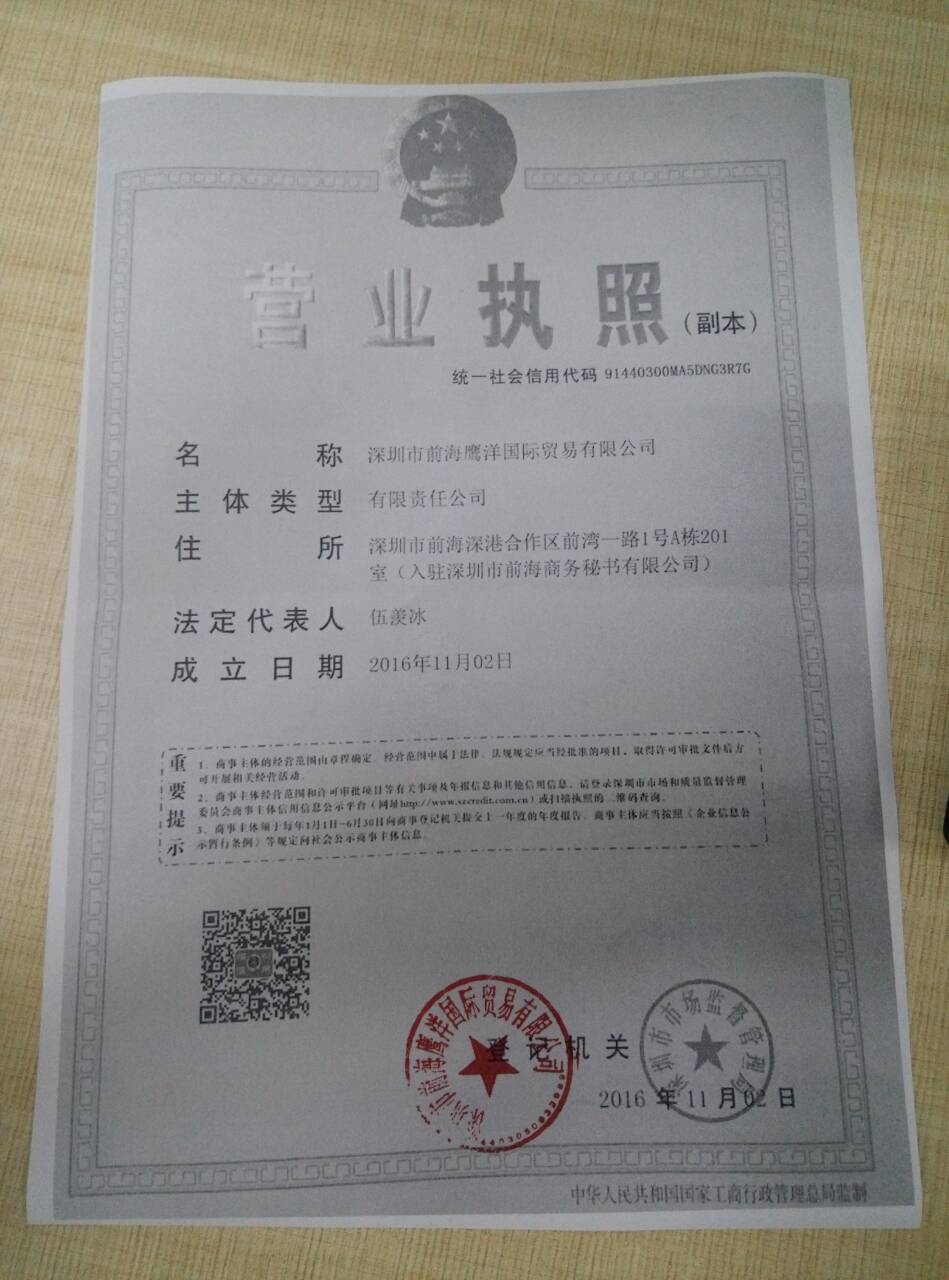 营业执照(副本)
统一社会信用代码 91440300MA5DNG3R7G
名称 深圳市前海鹰洋国际贸易有限公司
主体类型 有限责任公司
住所 深圳市前海深港合作区前湾一路1号A栋201
室(入驻深圳市前海商务秘书有限公司)
法定代表人 伍羡冰
成立日期 2016年11月02日
重要提示
1、商事主体的经营范围由章程确定。经营范围中属于法律、法规规定应当经批准的项目,取得许可审批文件后方
可开展相关经营活动。
2、商事主体经营范围和许可审批项目等有关事项及年报信息和其他信用信息,请登录深圳市市场和质量监督管理
委员会商事主体信用信息公示平台(网址http://www.szcredit.com.cn)或扫描执照的二维码查询。
3、商事主体须于每年1月1日-6月30日向商事登记机关提交上一年度的年度报告。商事主体应当按照《企业信息公
示暂行条例》等规定向社会公示商事主体信息。
深圳市前海鹰洋国际贸易有限公司
登记机关
深圳市市场监督管理局
2016年11月02日
中华人民共和国国家工商行政管理总局监制